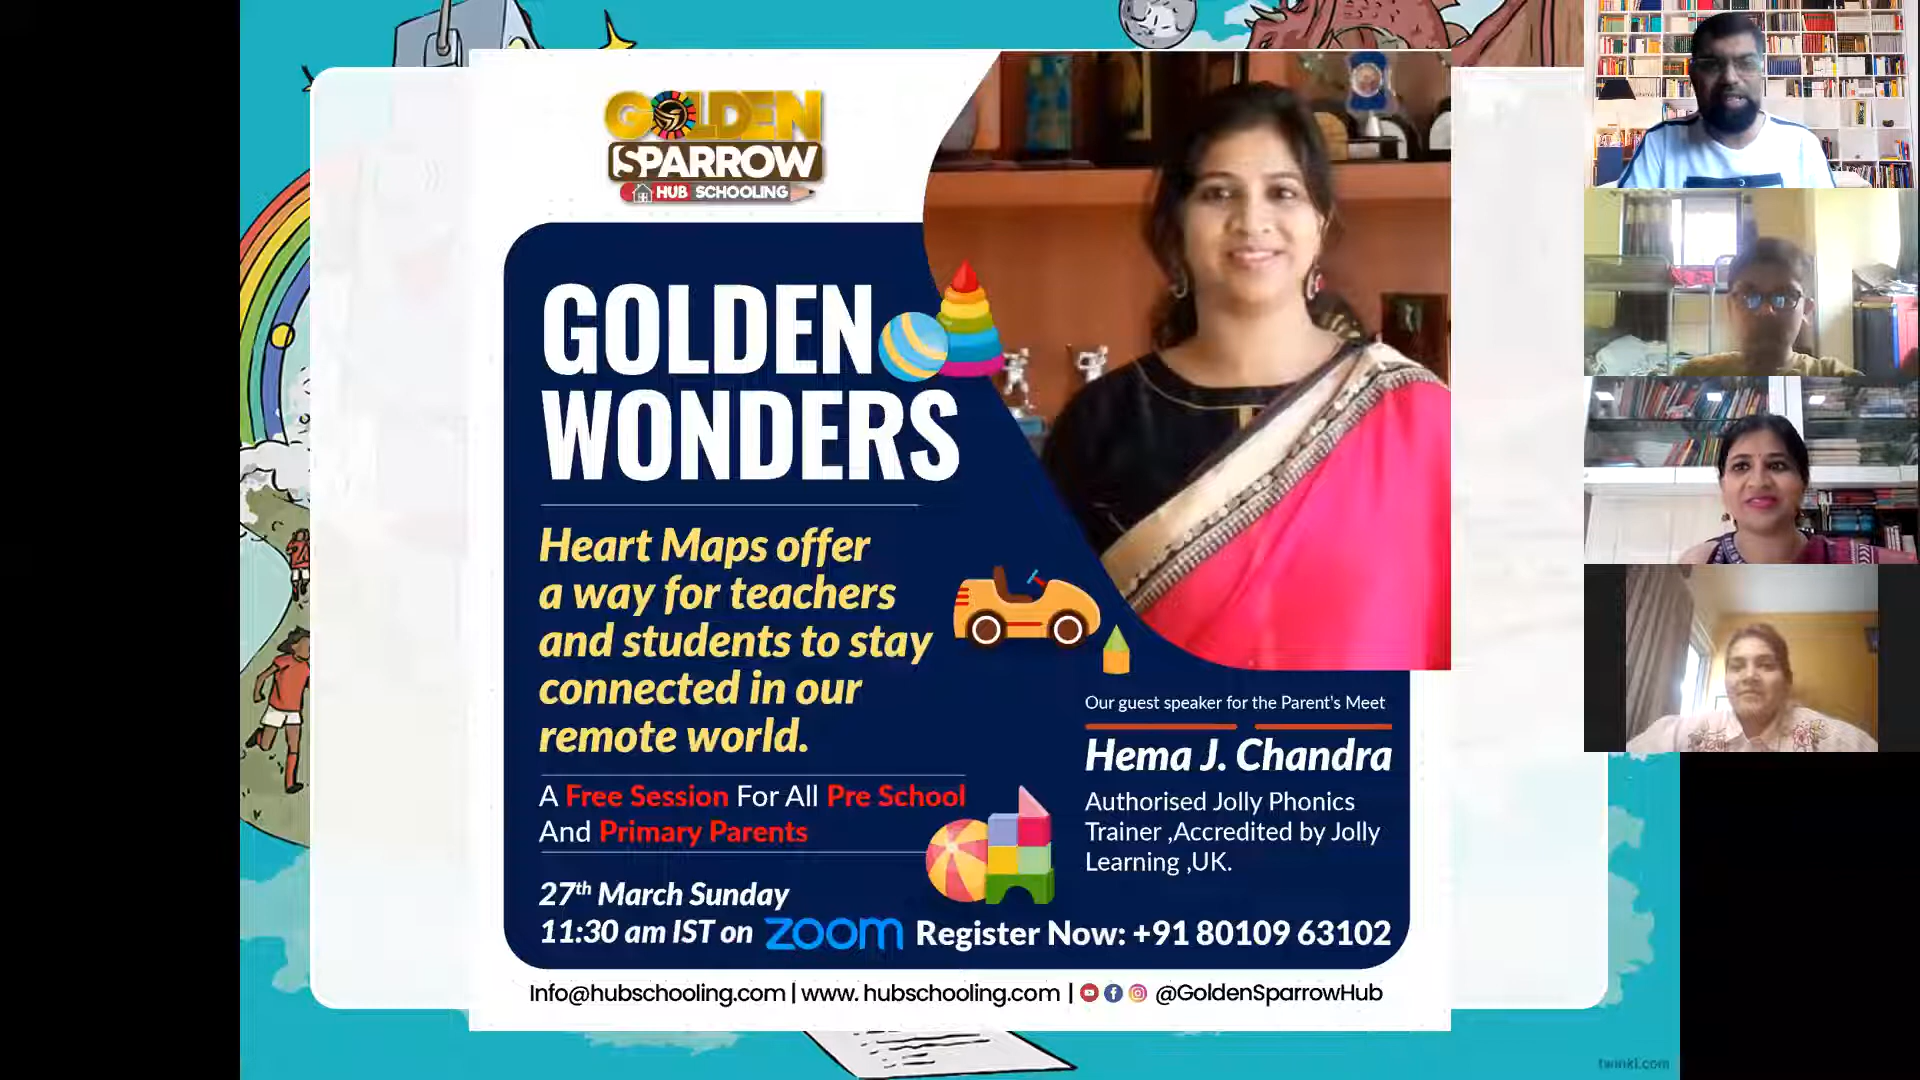 GOLDEN
SPARROW
HUB SCHOOLING
GOLDEN
WONDERS
Heart Maps offer
a way for teachers
and students to stay
connected in our
remote world.
A Free Session For All Pre School
And Primary Parents
27th March Sunday
11:30 am IST on zoom
Our guest speaker for the Parent's Meet
Hema J. Chandra
Authorised Jolly Phonics
Trainer ,Accredited by Jolly
Learning ,UK.
Register Now: +91 80109 63102
Info@hubschooling.com | www. hubschooling.com | @GoldenSparrowHub
twinkl.com